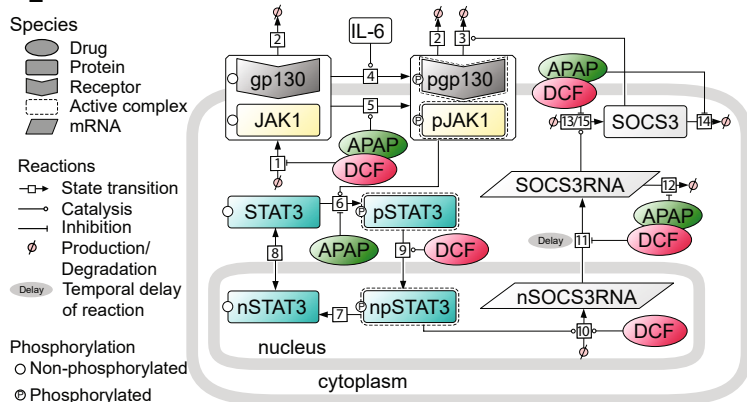 Species
Drug
Protein
Receptor
Active complex
mRNA
Reactions
State transition
Catalysis
Inhibition
Production/
Degradation
Delay Temporal delay
of reaction
Phosphorylation
Non-phosphorylated
P Phosphorylated
IL-6
2
2
3
4
gp130
P pgp130
5
JAK1
P pJAK1
APAP
DCF
1
APAP
DCF
13/15
SOCS3
14
STAT3
6
P pSTAT3
SOCS3RNA
12
APAP
DCF
APAP
8
9
DCF
Delay
11
nSTAT3
7
P npSTAT3
nSOCS3RNA
10
DCF
nucleus
cytoplasm